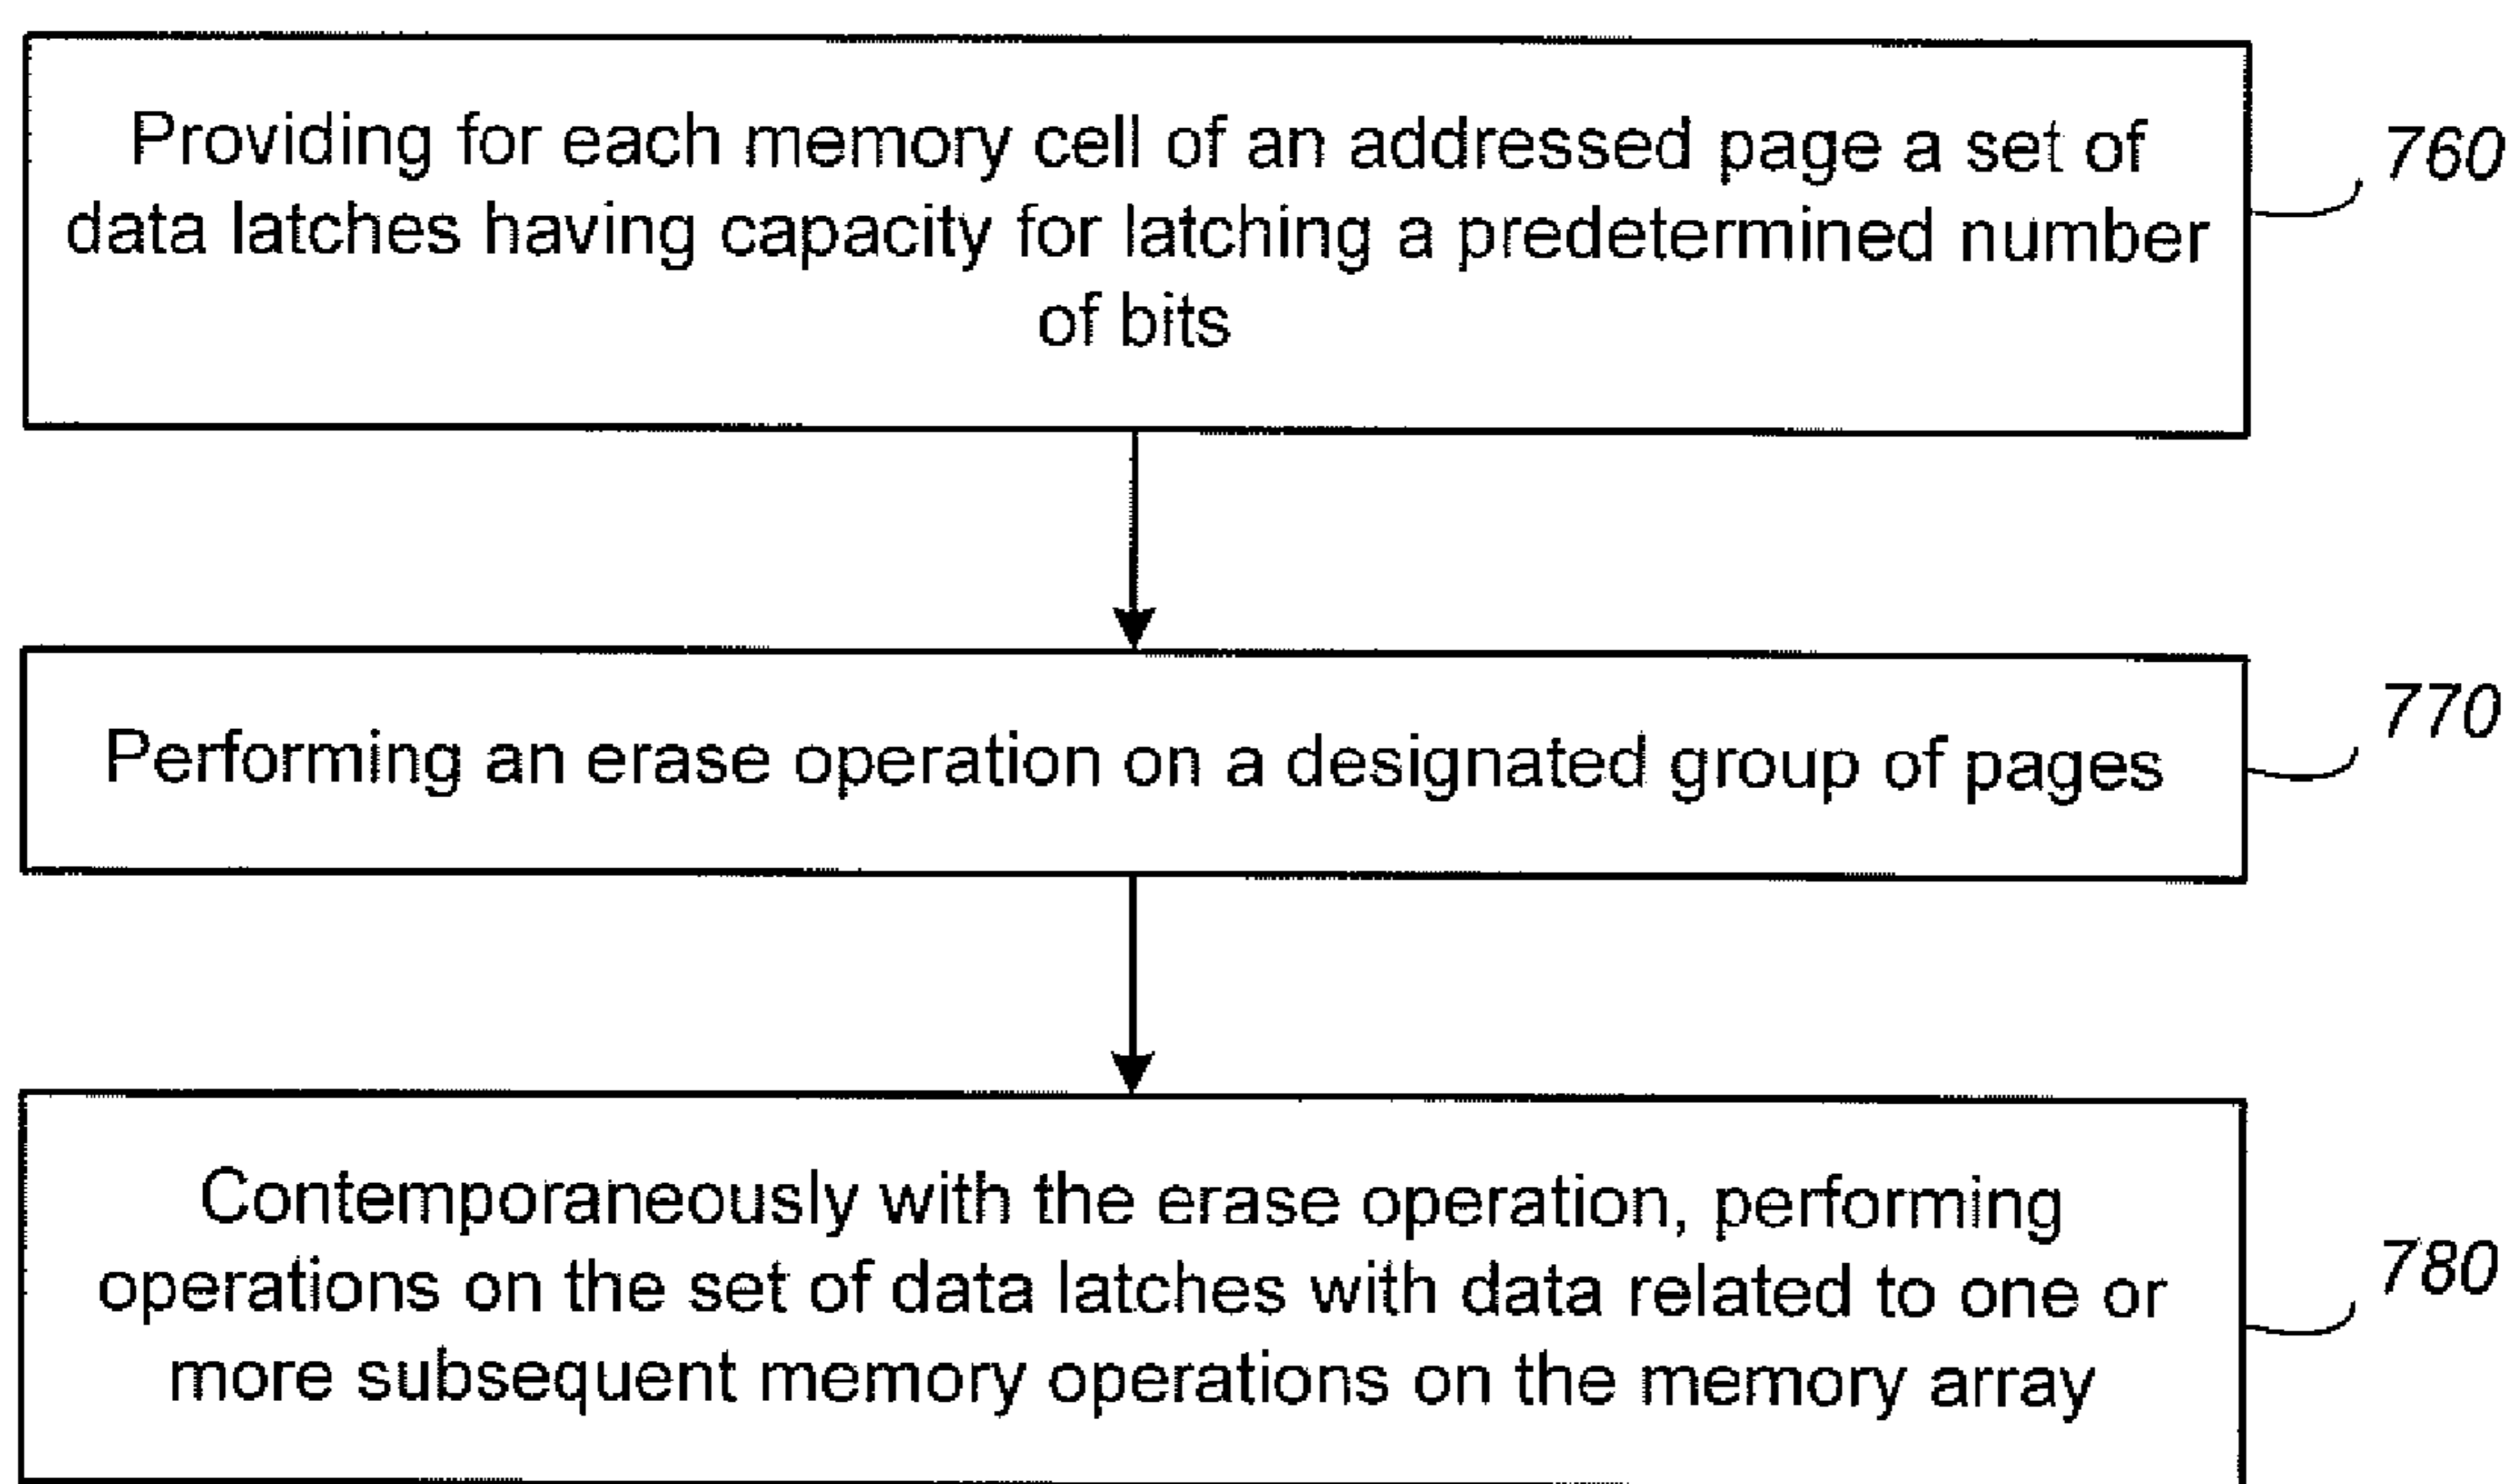 Providing for each memory cell of an addressed page a set of
data latches having capacity for latching a predetermined number
of bits
760
Performing an erase operation on a designated group of pages
770
Contemporaneously with the erase operation, performing
operations on the set of data latches with data related to one or
more subsequent memory operations on the memory array
780